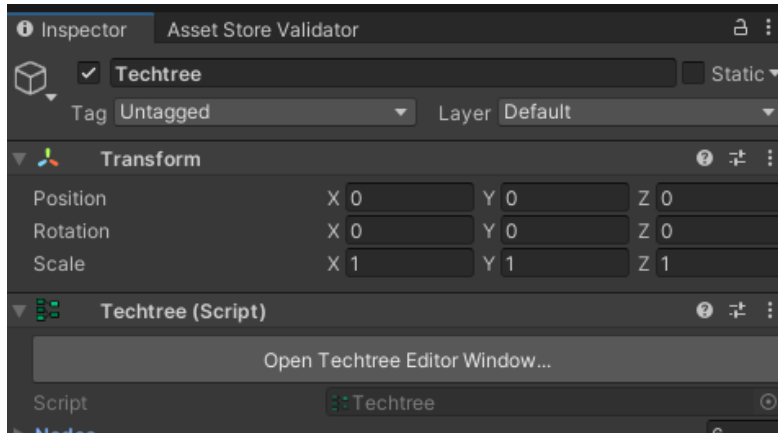 Inspector Asset Store Validator
Techtree Static
Tag Untagged Layer Default
Transform
Position X 0 Y 0 Z 0
Rotation X 0 Y 0 Z 0
Scale X 1 Y 1 Z 1
Techtree (Script)
Open Techtree Editor Window...
Script Techtree
Nodes